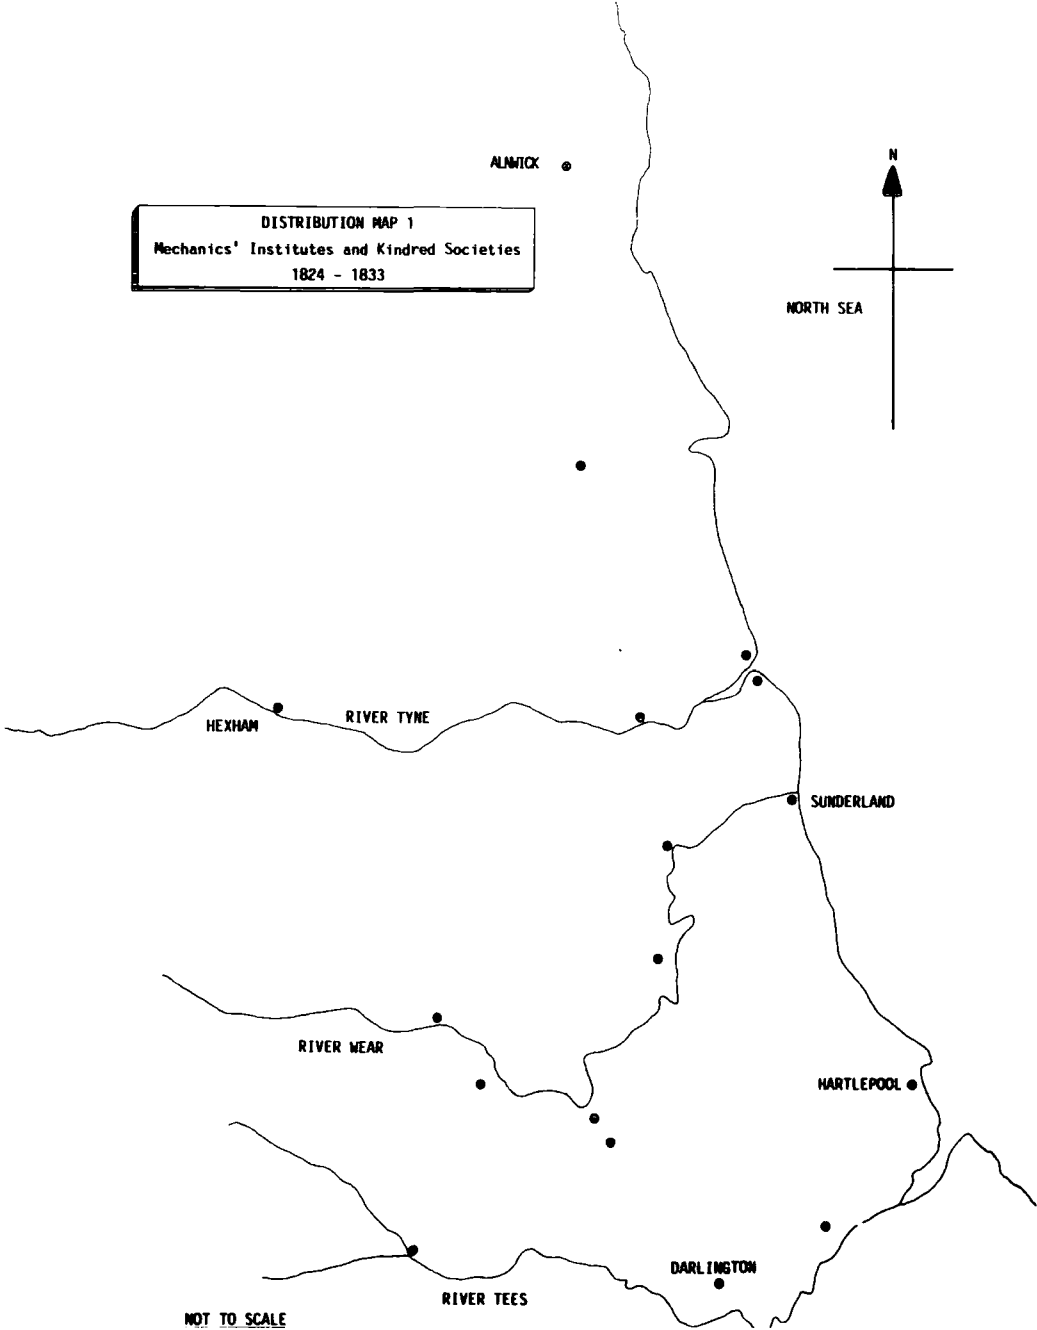 N
ALNWICK
DISTRIBUTION MAP 1
Mechanics' Institutes and Kindred Societies
1824 - 1833
NORTH SEA
HEXHAM
RIVER TYNE
SUNDERLAND
RIVER WEAR
HARTLEPOOL
DARLINGTON
RIVER TEES
NOT TO SCALE